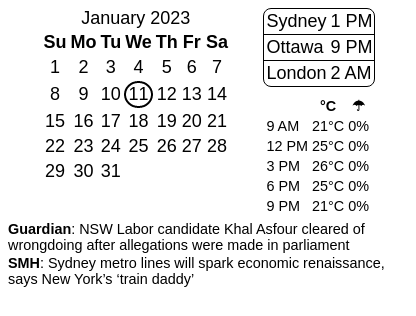 January 2023
Su Mo Tu We Th Fr Sa
1 2 3 4 5 6 7
8 9 10 11 12 13 14
15 16 17 18 19 20 21
22 23 24 25 26 27 28
29 30 31
Sydney 1 PM
Ottawa 9 PM
London 2 AM
°C ☂
9 AM 21°C 0%
12 PM 25°C 0%
3 PM 26°C 0%
6 PM 25°C 0%
9 PM 21°C 0%
Guardian: NSW Labor candidate Khal Asfour cleared of
wrongdoing after allegations were made in parliament
SMH: Sydney metro lines will spark economic renaissance,
says New York’s ‘train daddy’